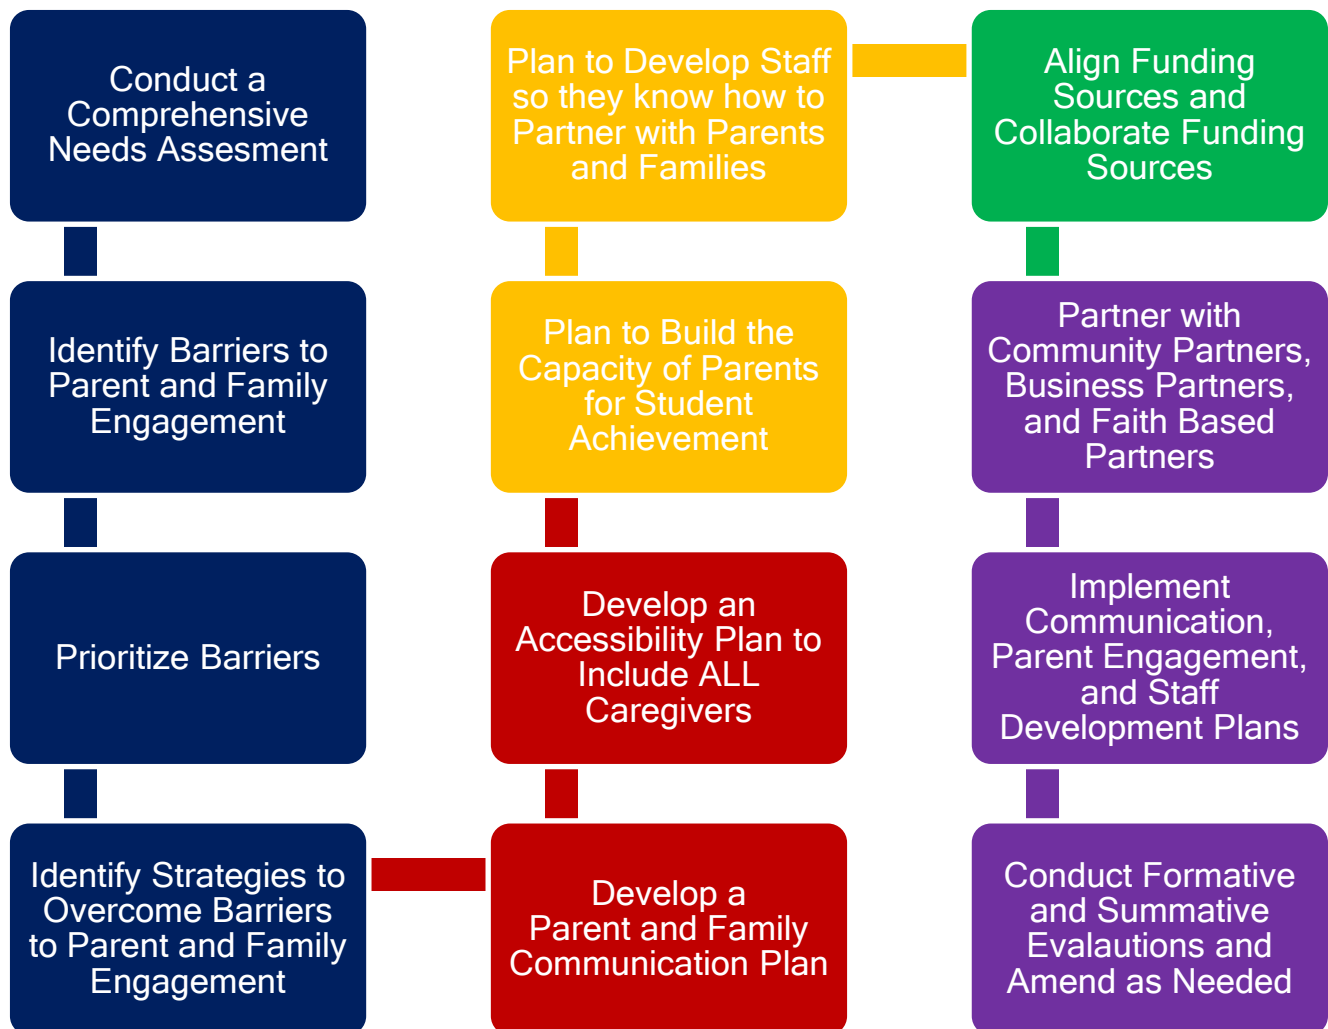 Conduct a
Comprehensive
Needs Assesment
Identify Barriers to
Parent and Family
Engagement
Prioritize Barriers
Identify Strategies to
Overcome Barriers
to Parent and Family
Engagement
Develop a
Parent and Family
Communication Plan
Develop an
Accessibility Plan to
Include ALL
Caregivers
Plan to Build the
Capacity of Parents
for Student
Achievement
Plan to Develop Staff
so they know how to
Partner with Parents
and Families
Align Funding
Sources and
Collaborate Funding
Sources
Partner with
Community Partners,
Business Partners,
and Faith Based
Partners
Implement
Communication,
Parent Engagement,
and Staff
Development Plans
Conduct Formative
and Summative
Evalautions and
Amend as Needed